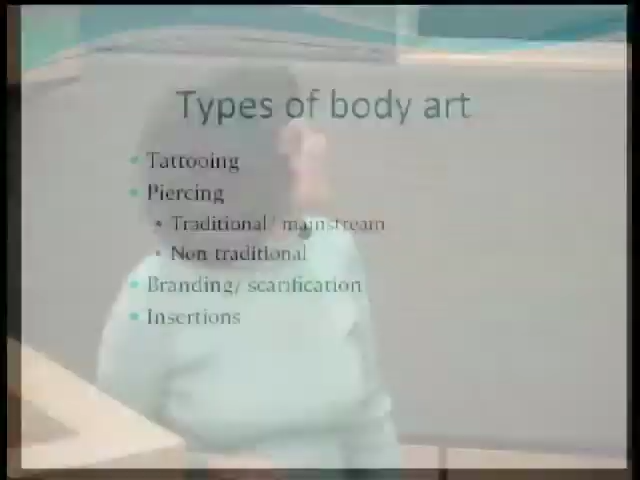 Types of body art
Tattooing
Piercing
Traditional/ mainstream
Non traditional
Branding/ scarification
Insertions